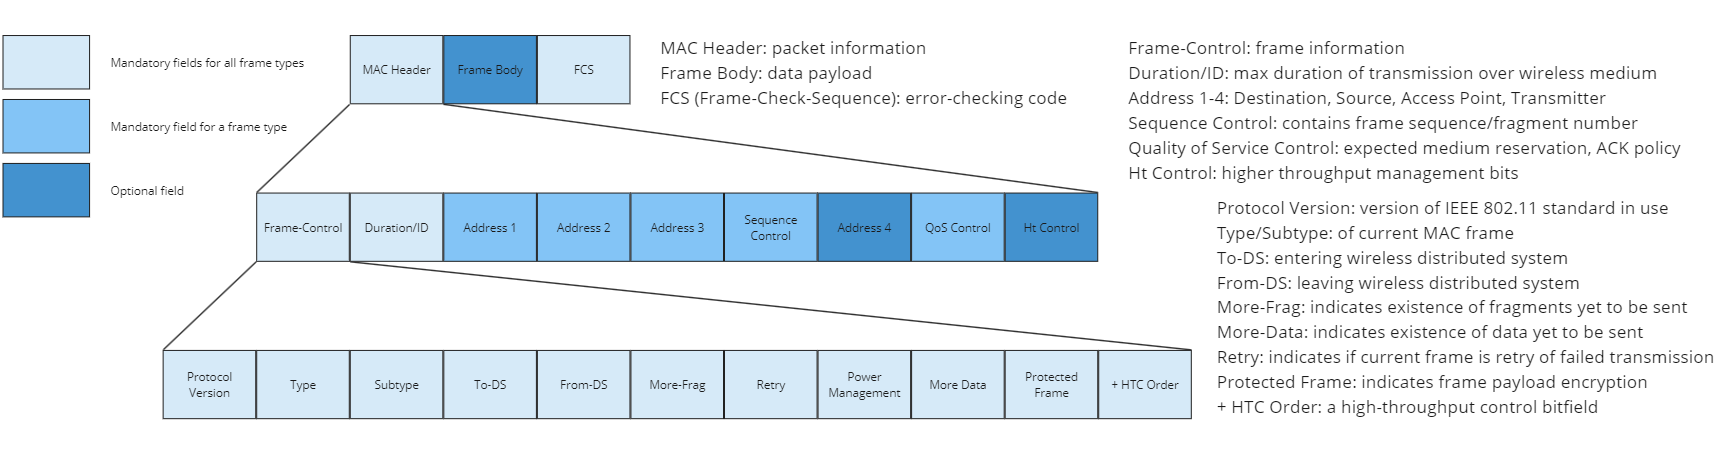 Mandatory fields for all frame types
Mandatory field for a frame type
Optional field
MAC Header
Frame Body
FCS
MAC Header: packet information
Frame Body: data payload
FCS (Frame-Check-Sequence): error-checking code
Frame-Control: frame information
Duration/ID: max duration of transmission over wireless medium
Address 1-4: Destination, Source, Access Point, Transmitter
Sequence Control: contains frame sequence/fragment number
Quality of Service Control: expected medium reservation, ACK policy
Ht Control: higher throughput management bits
Frame-Control
Duration/ID
Address 1
Address 2
Address 3
Sequence
Control
Address 4
QoS Control
Ht Control
Protocol Version: version of IEEE 802.11 standard in use
Type/Subtype: of current MAC frame
To-DS: entering wireless distributed system
From-DS: leaving wireless distributed system
More-Frag: indicates existence of fragments yet to be sent
More-Data: indicates existence of data yet to be sent
Retry: indicates if current frame is retry of failed transmission
Protected Frame: indicates frame payload encryption
+ HTC Order: a high-throughput control bitfield
Protocol
Version
Type
Subtype
To-DS
From-DS
More-Frag
Retry
Power
Management
More Data
Protected
Frame
+ HTC Order